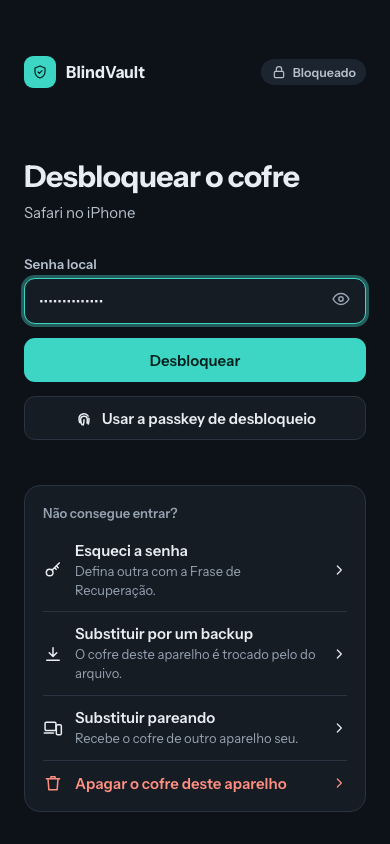 BlindVault
Bloqueado
Desbloquear o cofre
Safari no iPhone
Senha local
••••••••••••••
Desbloquear
Usar a passkey de desbloqueio
Não consegue entrar?
Esqueci a senha
Defina outra com a Frase de
Recuperação.
Substituir por um backup
O cofre deste aparelho é trocado pelo do
arquivo.
Substituir pareando
Recebe o cofre de outro aparelho seu.
Apagar o cofre deste aparelho